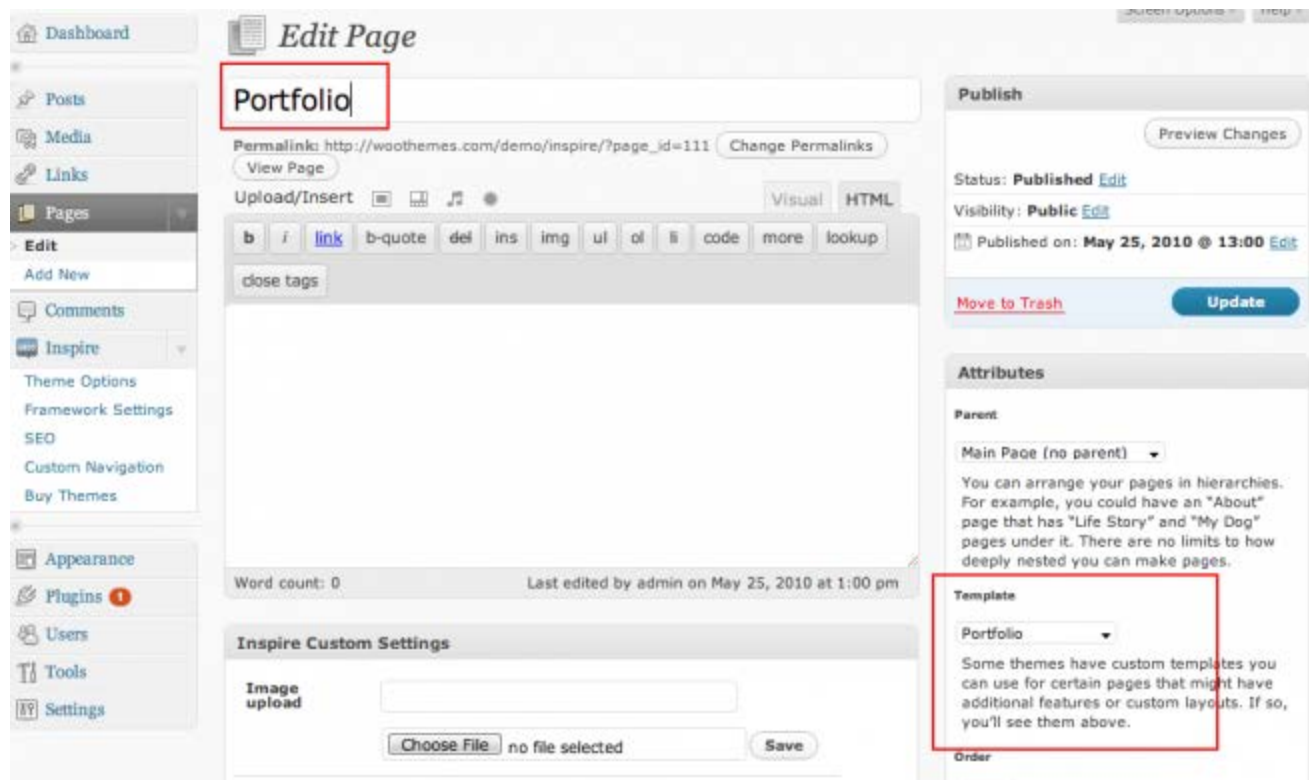 Screen Options
Help
Dashboard
Posts
Media
Links
Pages
Edit
Add New
Comments
Inspire
Theme Options
Framework Settings
SEO
Custom Navigation
Buy Themes
Appearance
Plugins 1
Users
Tools
Settings
Edit Page
Portfolio
Permalink: http://woothemes.com/demo/inspire/?page_id=111 Change Permalinks
View Page
Upload/Insert
Visual HTML
b i link b-quote del ins img ul ol li code more lookup
close tags
Word count: 0 Last edited by admin on May 25, 2010 at 1:00 pm
Inspire Custom Settings
Image
upload
Choose File no file selected Save
Publish
Preview Changes
Status: Published Edit
Visibility: Public Edit
Published on: May 25, 2010 @ 13:00 Edit
Move to Trash Update
Attributes
Parent
Main Page (no parent)
You can arrange your pages in hierarchies.
For example, you could have an "About"
page that has "Life Story" and "My Dog"
pages under it. There are no limits to how
deeply nested you can make pages.
Template
Portfolio
Some themes have custom templates you
can use for certain pages that might have
additional features or custom layouts. If so,
you'll see them above.
Order